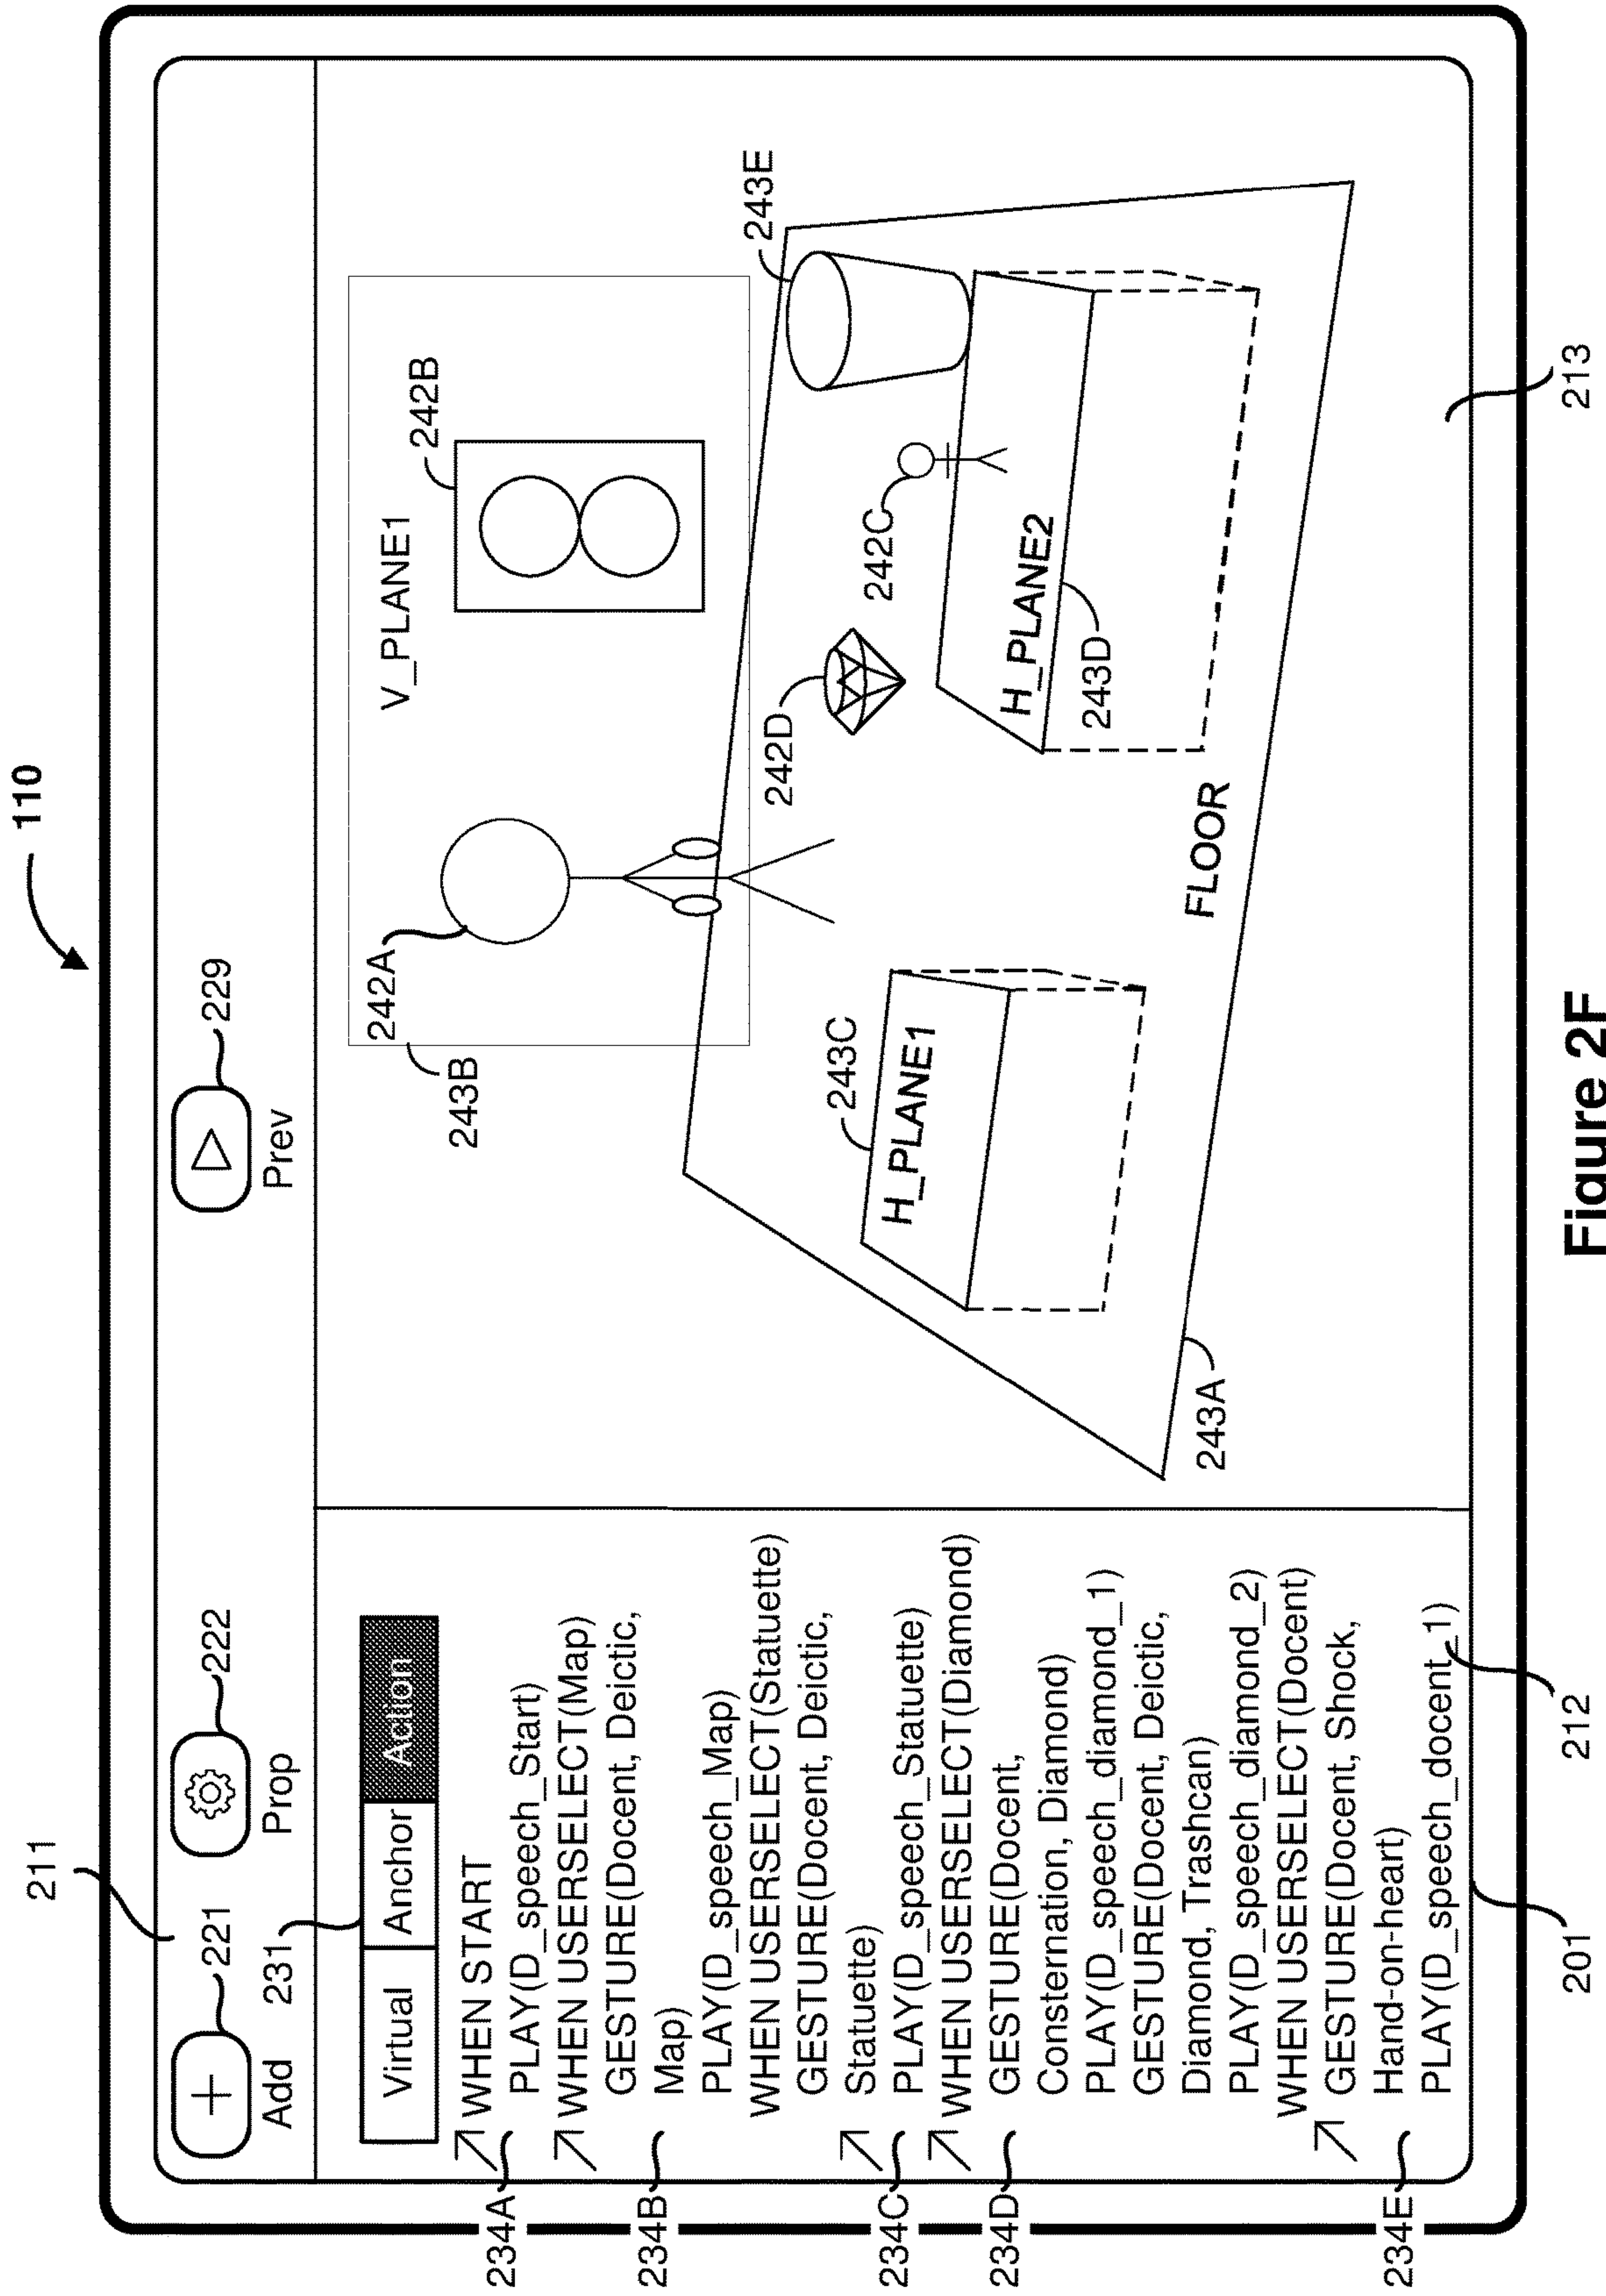 110
211
221
Add
222
Prop
229
Prev
231
Virtual
Anchor
Action
WHEN START
PLAY(D_speech_Start)
WHEN USERSELECT(Map)
GESTURE(Docent, Deictic,
Map)
PLAY(D_speech_Map)
WHEN USERSELECT(Statuette)
GESTURE(Docent, Deictic,
Statuette)
PLAY(D_speech_Statuette)
WHEN USERSELECT(Diamond)
GESTURE(Docent,
Consternation, Diamond)
PLAY(D_speech_diamond_1)
GESTURE(Docent, Deictic,
Diamond, Trashcan)
PLAY(D_speech_diamond_2)
WHEN USERSELECT(Docent)
GESTURE(Docent, Shock,
Hand-on-heart)
PLAY(D_speech_docent_1)
234A
234B
234C
234D
234E
242A
243B
V_PLANE1
242B
243E
242D
242C
243C
H_PLANE1
H_PLANE2
243D
FLOOR
243A
201
212
213
Figure 2F